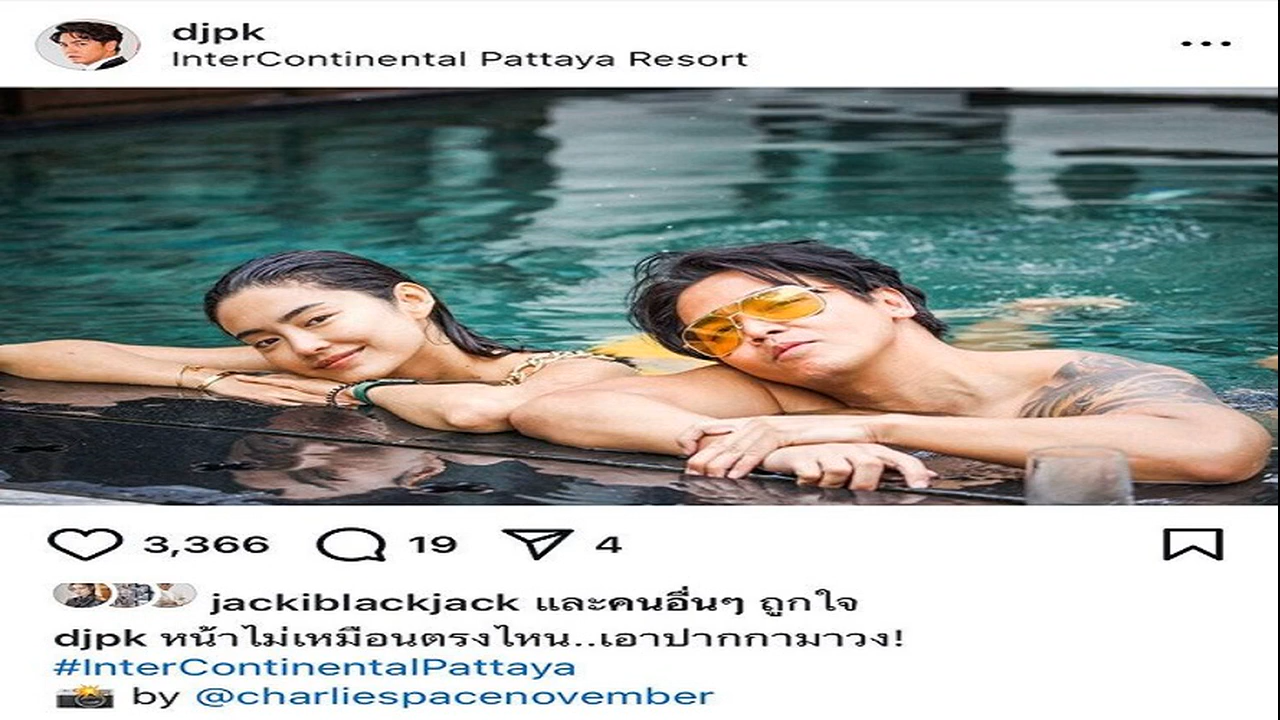 djpk
InterContinental Pattaya Resort
3,366 19 4
jackiblackjack และคนอื่นๆ ถูกใจ
djpk หน้าไม่เหมือนตรงไหน..เอาปากกามาวง!
#InterContinentalPattaya
by @charliespacenovember